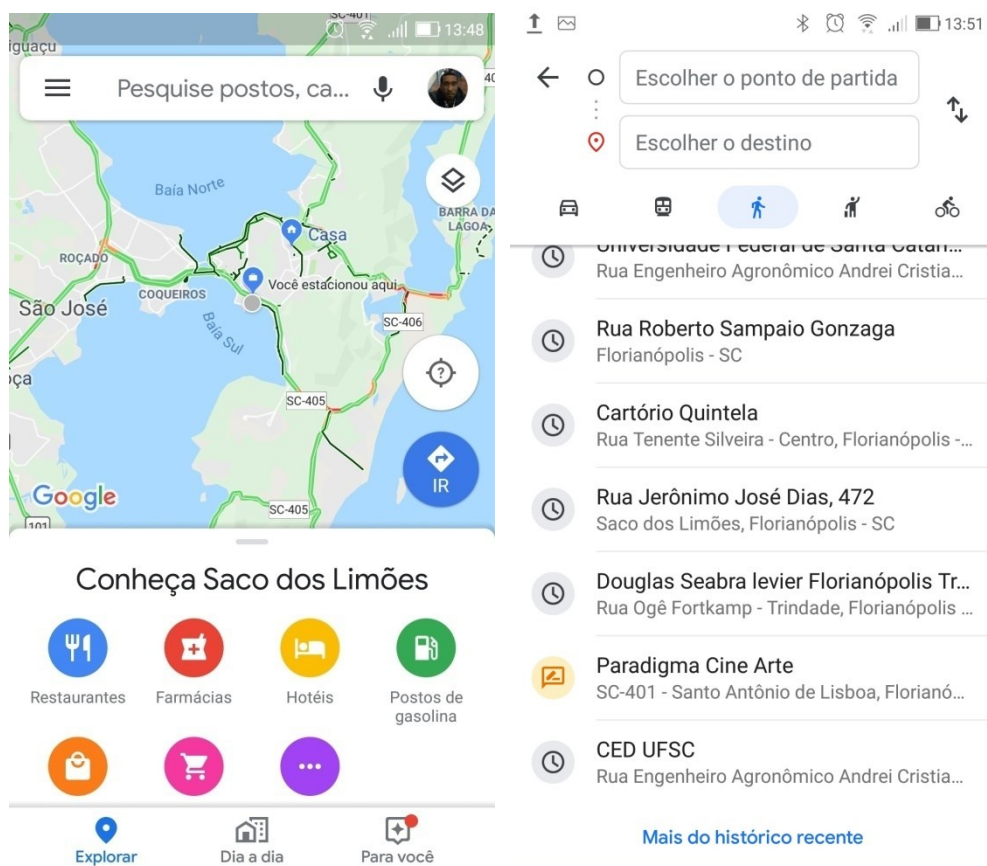 SC-401
13:48
iguaçu
Pesquise postos, ca...
40
Baía Norte
BARRA DA
LAGOA
Casa
ROÇADO
Você estacionou aqui
COQUEIROS
São José
SC-406
Baía Sul
oça
SC-405
IR
Google
SC-405
101
Conheça Saco dos Limões
Restaurantes
Farmácias
Hotéis
Postos de
gasolina
Explorar
Dia a dia
Para você
13:51
Escolher o ponto de partida
Escolher o destino
Universidade Federal de Santa Catari...
Rua Engenheiro Agronômico Andrei Cristia...
Rua Roberto Sampaio Gonzaga
Florianópolis - SC
Cartório Quintela
Rua Tenente Silveira - Centro, Florianópolis -...
Rua Jerônimo José Dias, 472
Saco dos Limões, Florianópolis - SC
Douglas Seabra levier Florianópolis Tr...
Rua Ogê Fortkamp - Trindade, Florianópolis ...
Paradigma Cine Arte
SC-401 - Santo Antônio de Lisboa, Florianó...
CED UFSC
Rua Engenheiro Agronômico Andrei Cristia...
Mais do histórico recente